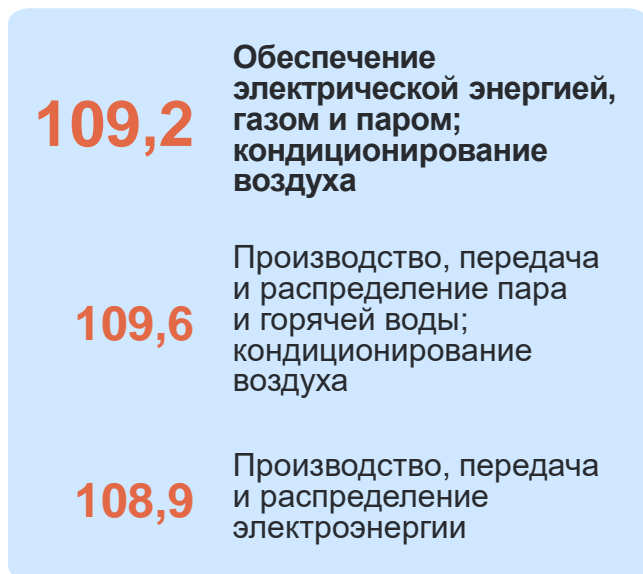 109,2
Обеспечение
электрической энергией,
газом и паром;
кондиционирование
воздуха
109,6
Производство, передача
и распределение пара
и горячей воды;
кондиционирование
воздуха
108,9
Производство, передача
и распределение
электроэнергии